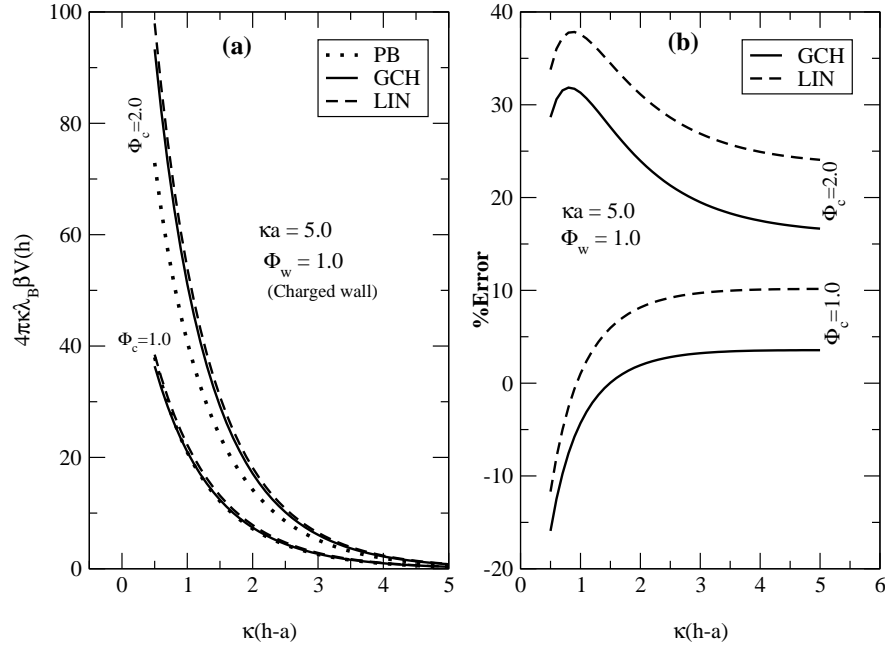 (a)
PB
GCH
LIN
Φc=2.0
Φc=1.0
κa = 5.0
Φw = 1.0
(Charged wall)
4πκλBβV(h)
100
80
60
40
20
0
0 1 2 3 4 5
κ(h-a)
(b)
GCH
LIN
κa = 5.0
Φw = 1.0
Φc=2.0
Φc=1.0
%Error
40
30
20
10
0
-10
-20
0 1 2 3 4 5 6
κ(h-a)